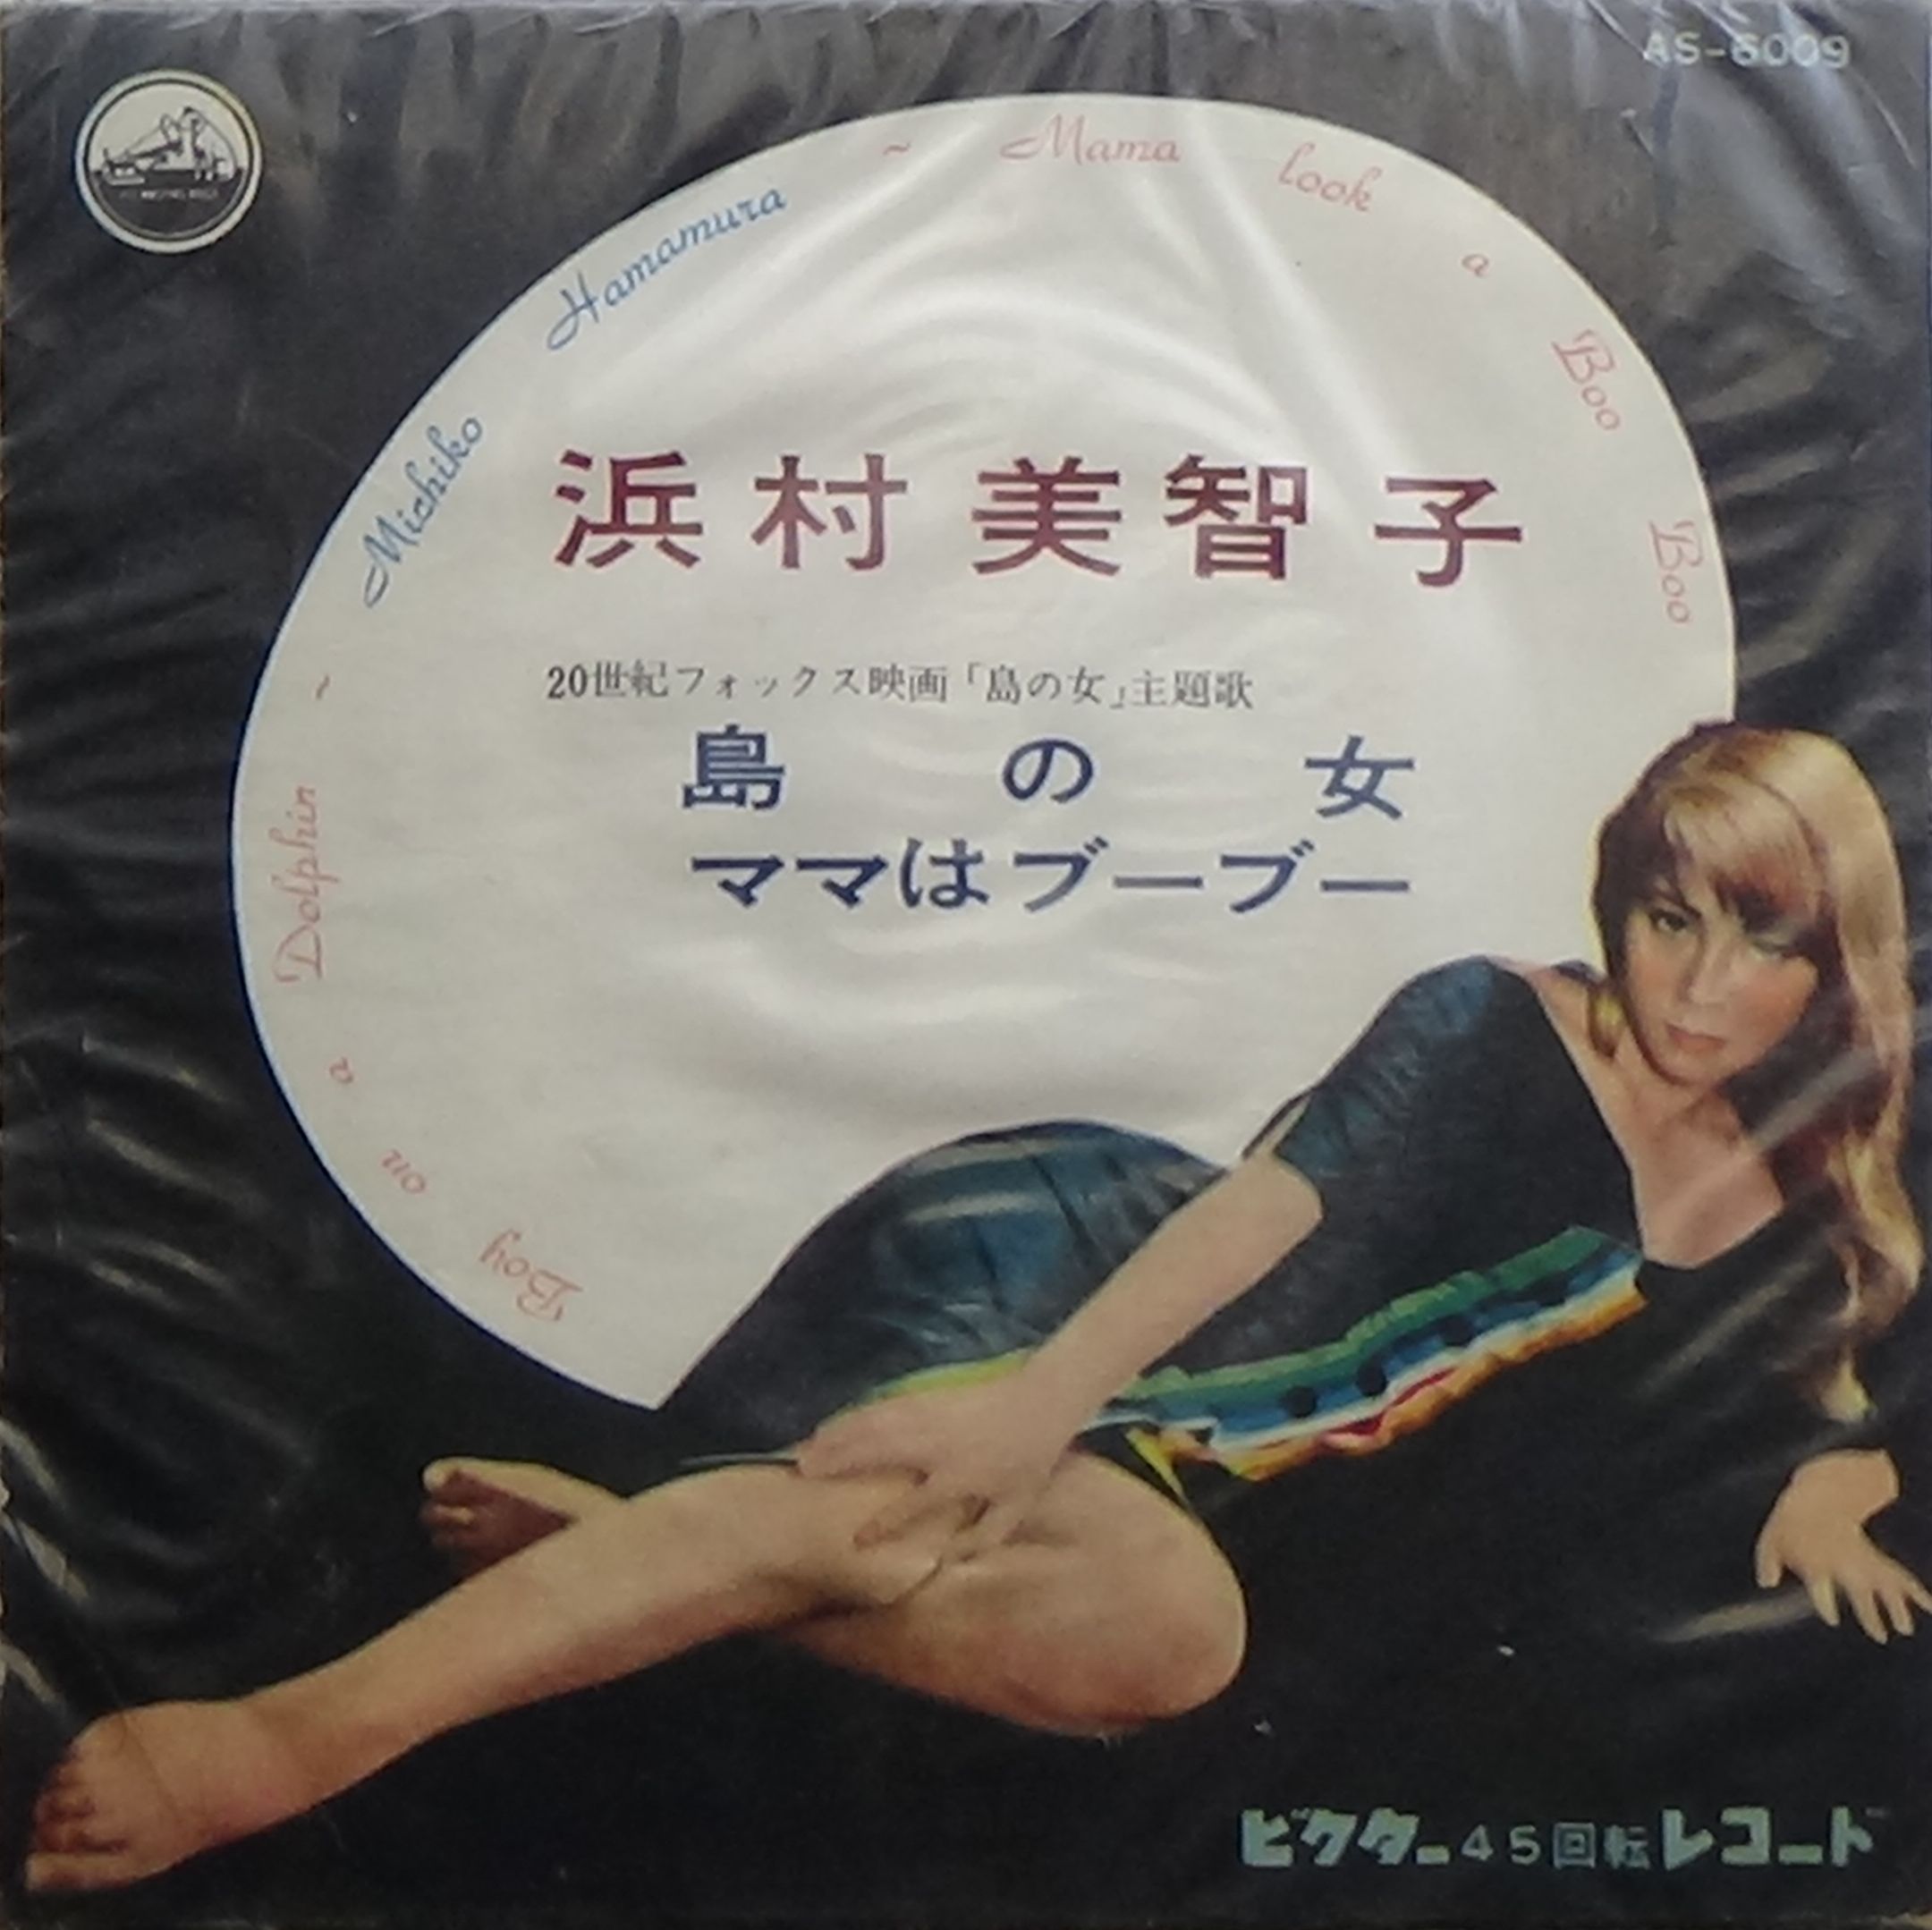 AS-6009
Michiko Hamamura ~ Mama look a Boo Boo
Boy on a Dolphin ~
浜村美智子
20世紀フォックス映画「島の女」主題歌
島の女
ママはブーブー
ビクター45回転レコード